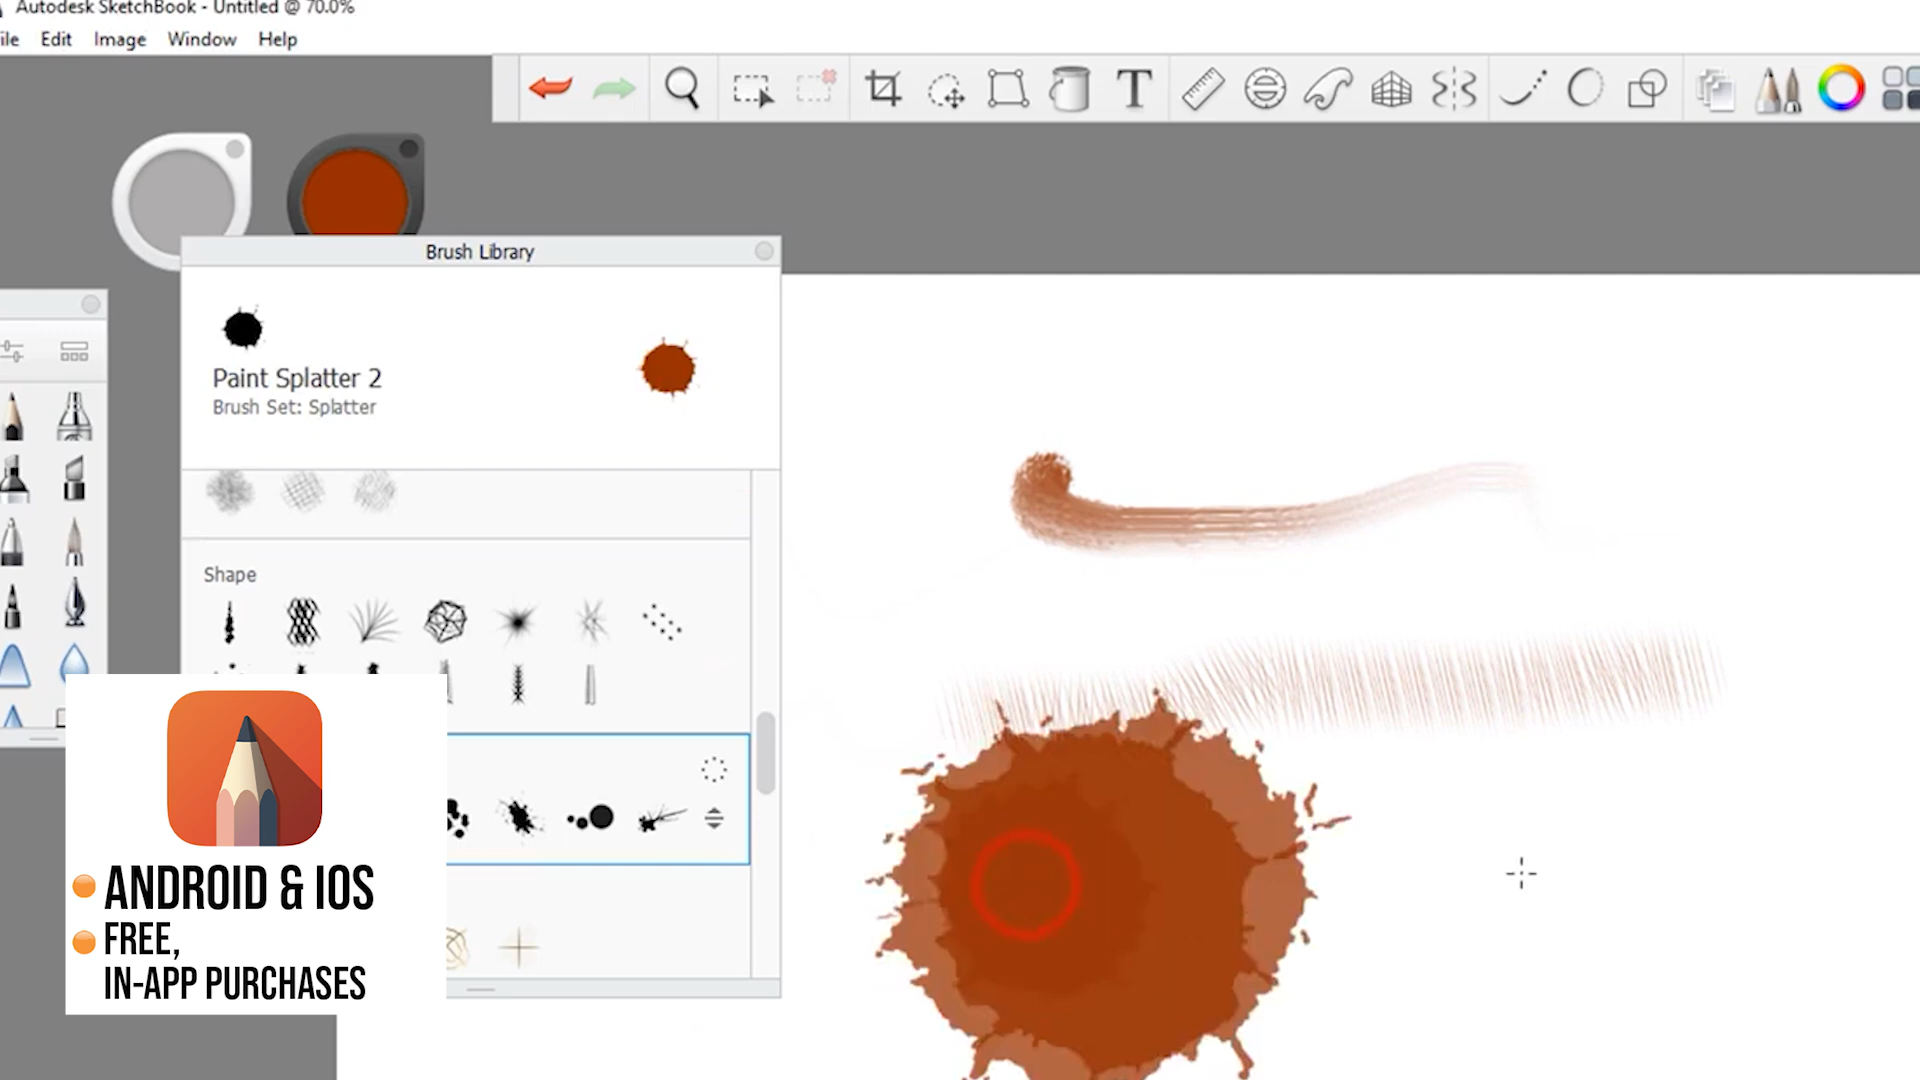 Autodesk SketchBook - Untitled @ 70.0%
ile Edit Image Window Help
T
Brush Library
Paint Splatter 2
Brush Set: Splatter
Shape
ANDROID & IOS
FREE,
IN-APP PURCHASES